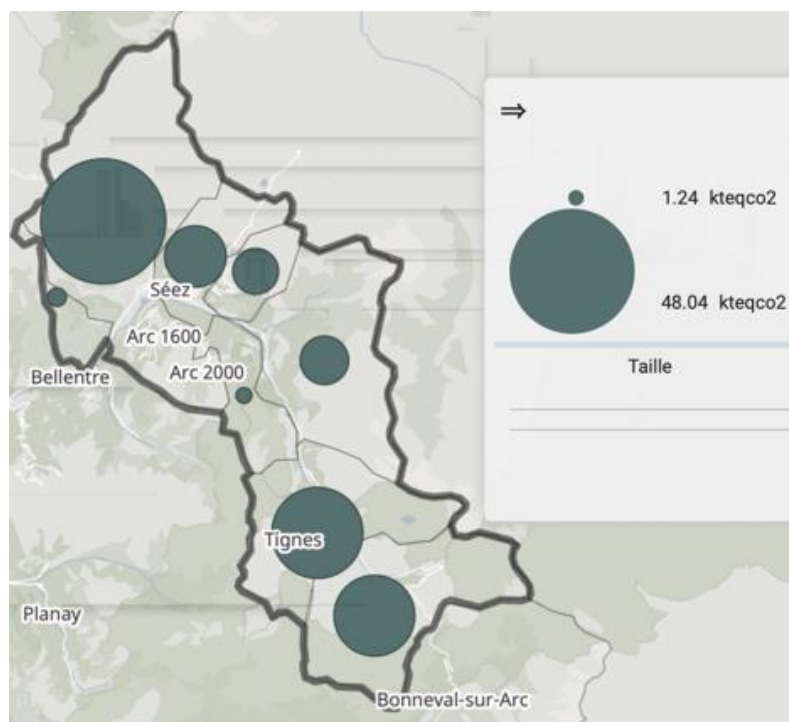 ⇒
1.24 kteqco2
48.04 kteqco2
Taille
Séez
Arc 1600
Arc 2000
Bellentre
Tignes
Planay
Bonneval-sur-Arc